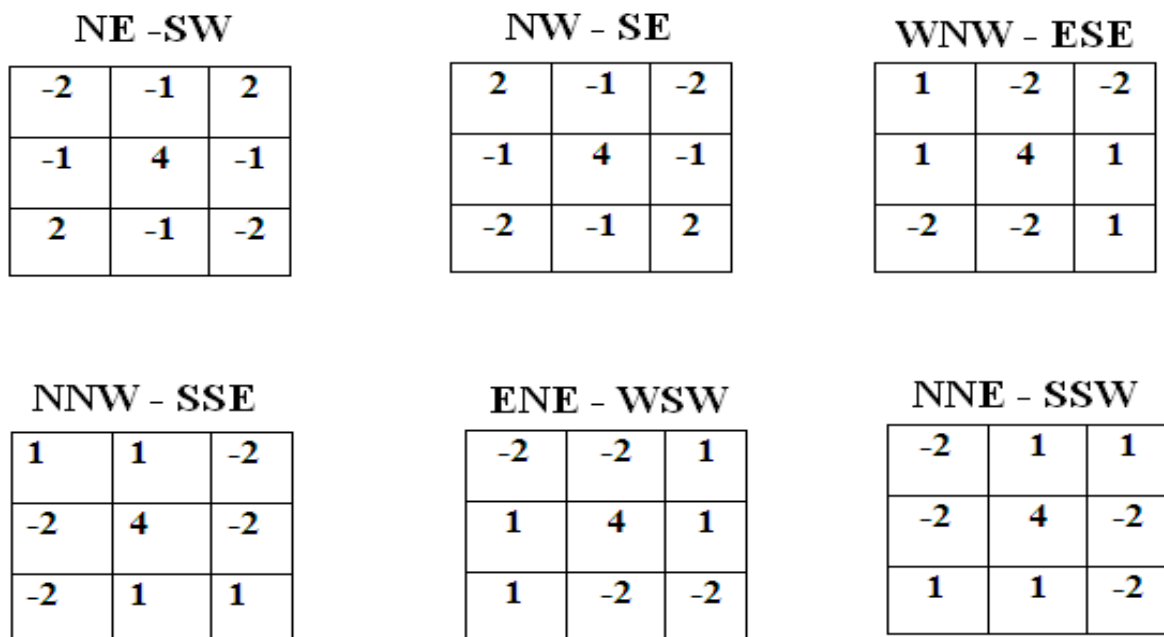 NE -SW
-2 -1 2
-1 4 -1
2 -1 -2
NW - SE
2 -1 -2
-1 4 -1
-2 -1 2
WNW - ESE
1 -2 -2
1 4 1
-2 -2 1
NNW - SSE
1 1 -2
-2 4 -2
-2 1 1
ENE - WSW
-2 -2 1
1 4 1
1 -2 -2
NNE - SSW
-2 1 1
-2 4 -2
1 1 -2